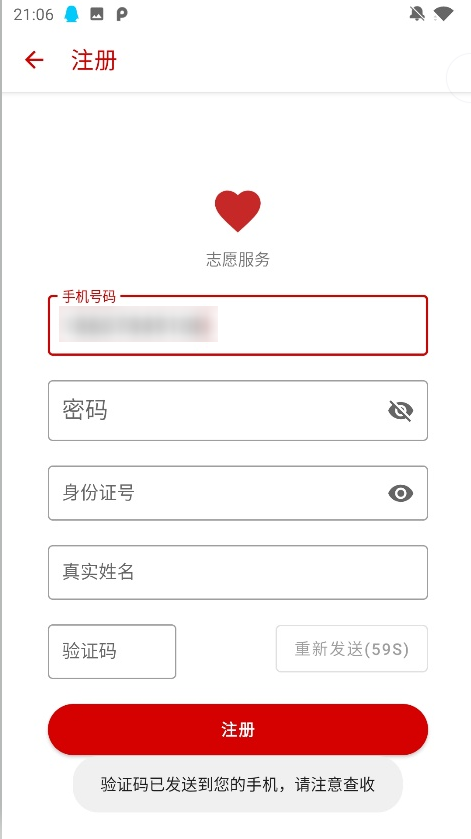 21:06
注册
志愿服务
手机号码
密码
身份证号
真实姓名
验证码
重新发送(59S)
注册
验证码已发送到您的手机，请注意查收